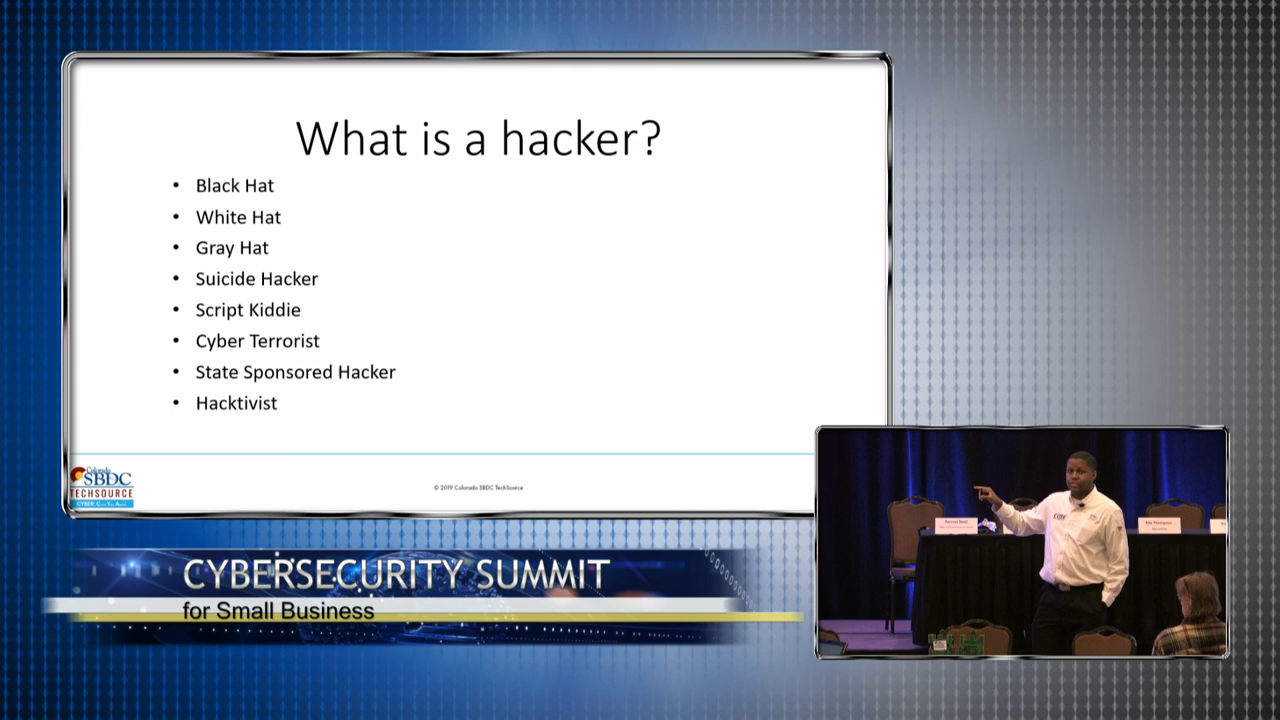 What is a hacker?
• Black Hat
• White Hat
• Gray Hat
• Suicide Hacker
• Script Kiddie
• Cyber Terrorist
• State Sponsored Hacker
• Hacktivist
Colorado
SBDC
TECHSOURCE
© 2019 Colorado SBDC TechSource
CYBERSECURITY SUMMIT
for Small Business